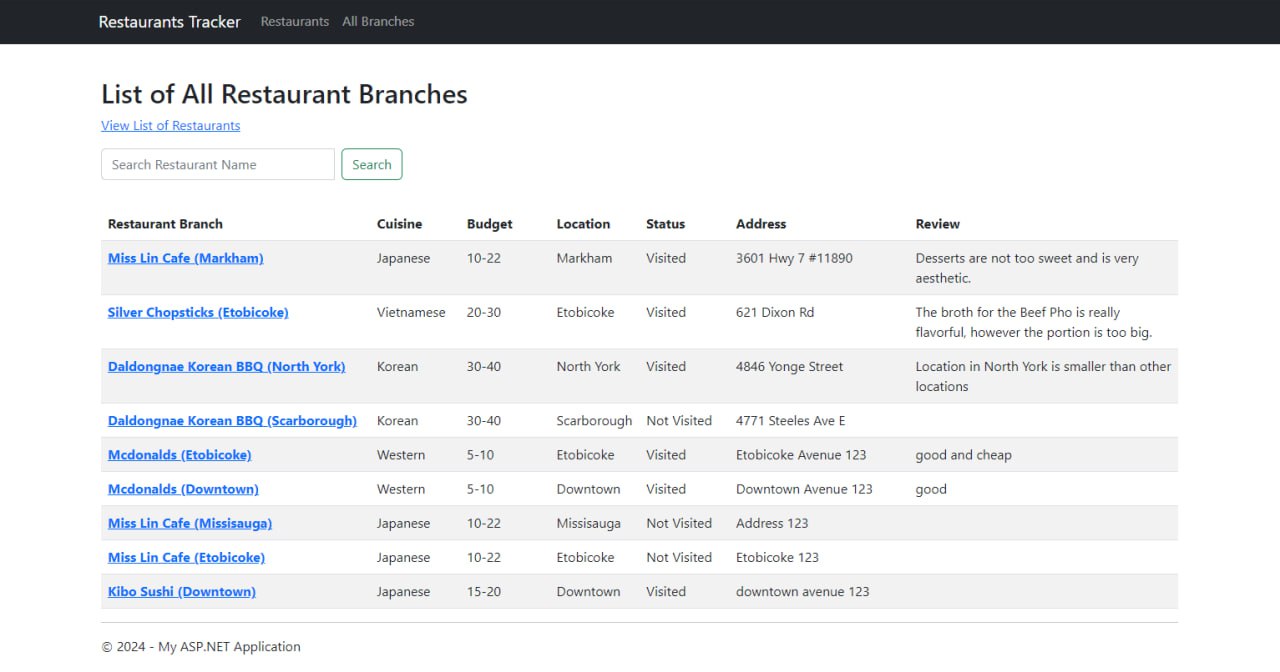 Restaurants Tracker Restaurants All Branches
List of All Restaurant Branches
View List of Restaurants
Search Restaurant Name Search
Restaurant Branch Cuisine Budget Location Status Address Review
Miss Lin Cafe (Markham) Japanese 10-22 Markham Visited 3601 Hwy 7 #11890 Desserts are not too sweet and is very
aesthetic.
Silver Chopsticks (Etobicoke) Vietnamese 20-30 Etobicoke Visited 621 Dixon Rd The broth for the Beef Pho is really
flavorful, however the portion is too big.
Daldongnae Korean BBQ (North York) Korean 30-40 North York Visited 4846 Yonge Street Location in North York is smaller than other
locations
Daldongnae Korean BBQ (Scarborough) Korean 30-40 Scarborough Not Visited 4771 Steeles Ave E
Mcdonalds (Etobicoke) Western 5-10 Etobicoke Visited Etobicoke Avenue 123 good and cheap
Mcdonalds (Downtown) Western 5-10 Downtown Visited Downtown Avenue 123 good
Miss Lin Cafe (Missisauga) Japanese 10-22 Missisauga Not Visited Address 123
Miss Lin Cafe (Etobicoke) Japanese 10-22 Etobicoke Not Visited Etobicoke 123
Kibo Sushi (Downtown) Japanese 15-20 Downtown Visited downtown avenue 123
© 2024 - My ASP.NET Application